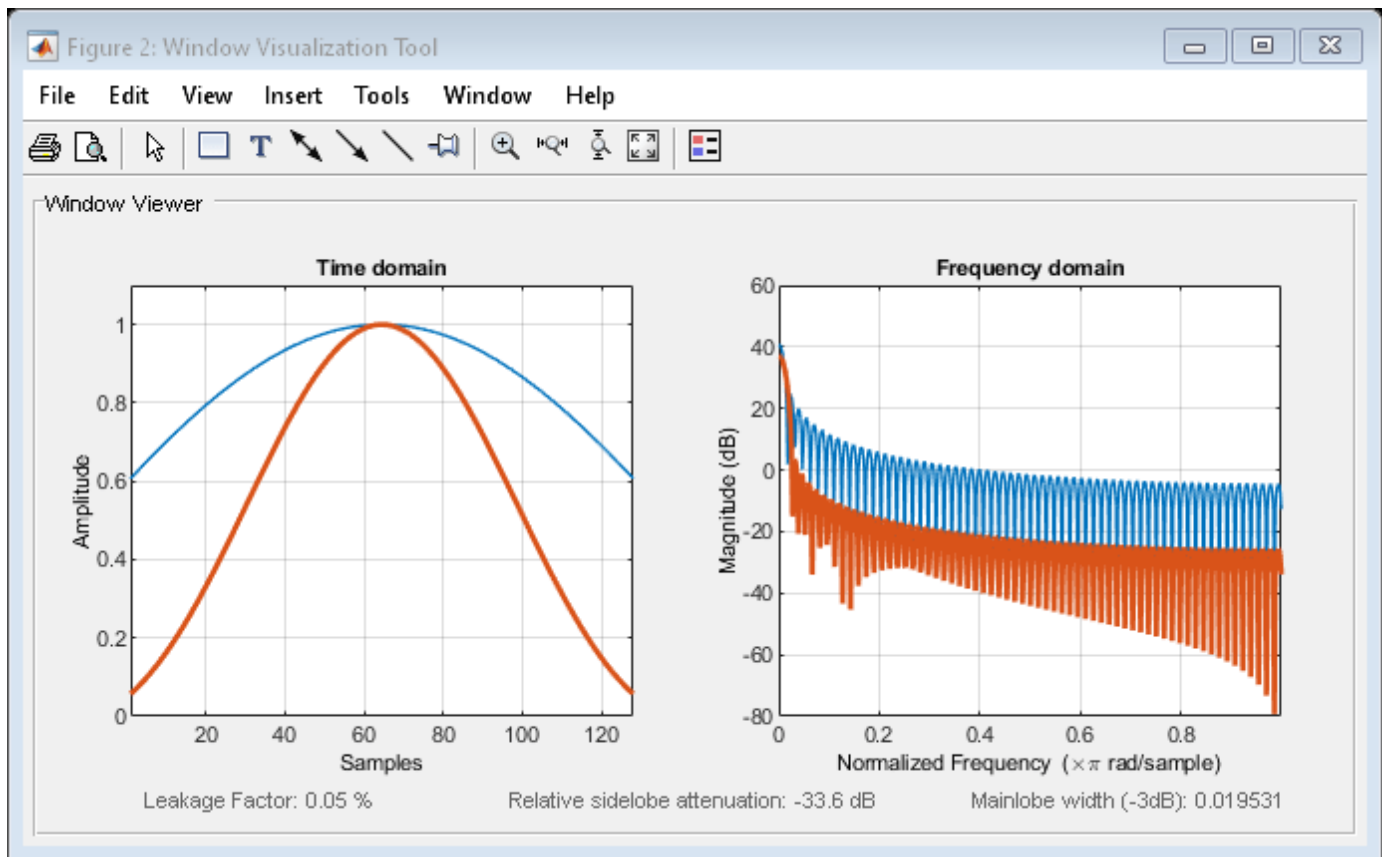 Figure 2: Window Visualization Tool
File Edit View Insert Tools Window Help
T
Window Viewer
Time domain
1
0.8
0.6
0.4
0.2
0
Amplitude
20 40 60 80 100 120
Samples
Frequency domain
60
40
20
0
-20
-40
-60
-80
Magnitude (dB)
0 0.2 0.4 0.6 0.8
Normalized Frequency (×π rad/sample)
Leakage Factor: 0.05 % Relative sidelobe attenuation: -33.6 dB Mainlobe width (-3dB): 0.019531